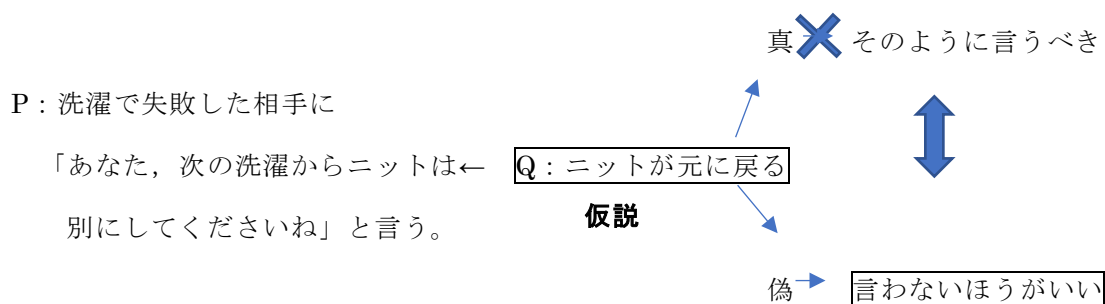 真 そのように言うべき
P：洗濯で失敗した相手に
「あなた，次の洗濯からニットは← Q：ニットが元に戻る
別にしてくださいね」と言う。 仮説
偽 言わないほうがいい